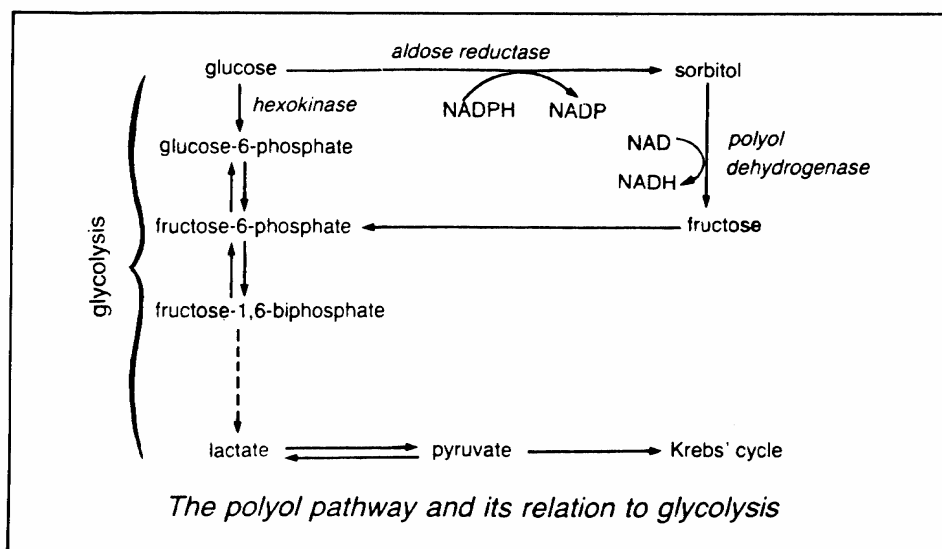 aldose reductase
glucose
sorbitol
hexokinase
NADPH
NADP
glucose-6-phosphate
NAD
polyol
dehydrogenase
NADH
fructose-6-phosphate
fructose
glycolysis
fructose-1,6-biphosphate
lactate
pyruvate
Krebs' cycle
The polyol pathway and its relation to glycolysis